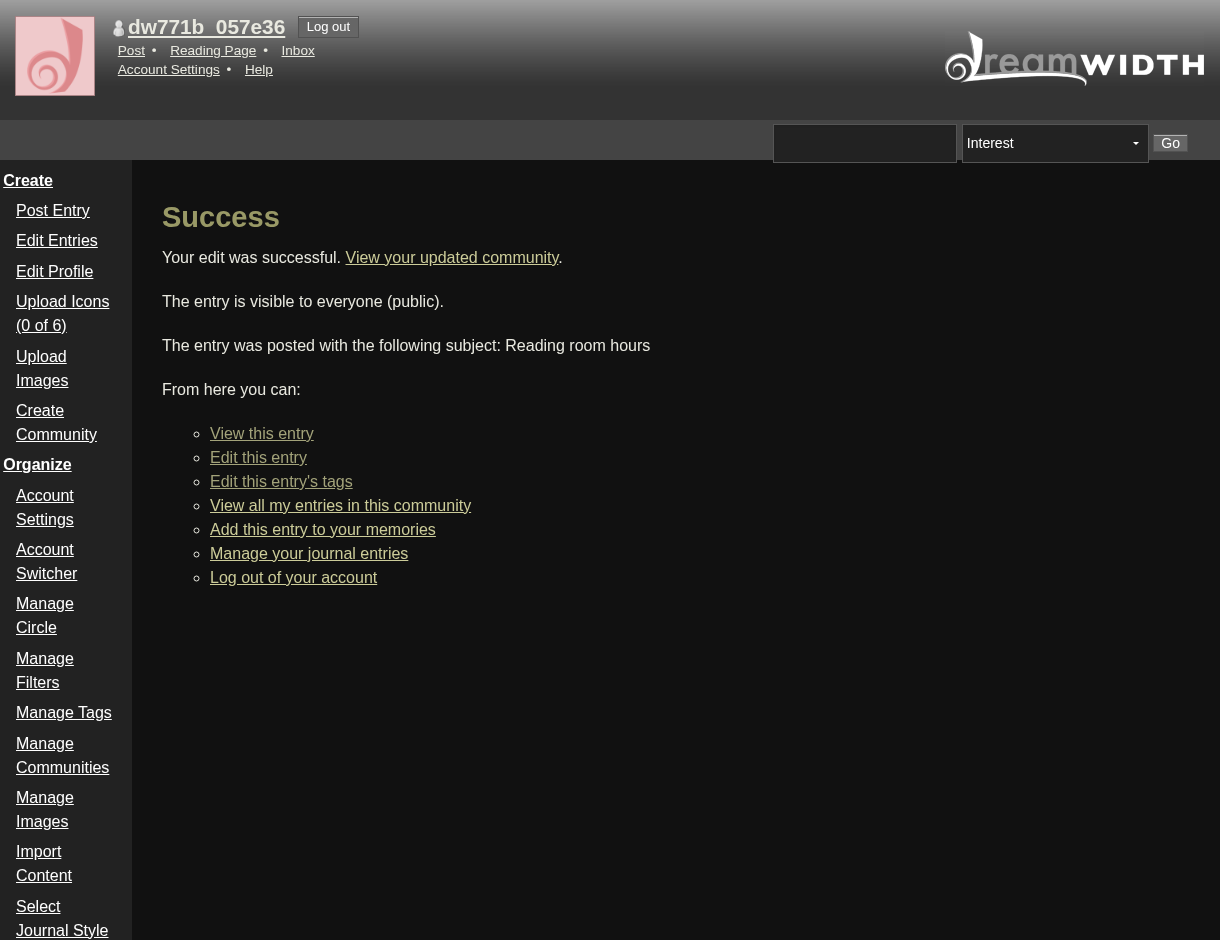 dw771b_057e36 Log out
Post • Reading Page • Inbox
Account Settings • Help
dreamWIDTH
Interest Go
Create
Post Entry
Edit Entries
Edit Profile
Upload Icons
(0 of 6)
Upload
Images
Create
Community
Organize
Account
Settings
Account
Switcher
Manage
Circle
Manage
Filters
Manage Tags
Manage
Communities
Manage
Images
Import
Content
Select
Journal Style
Success
Your edit was successful. View your updated community.
The entry is visible to everyone (public).
The entry was posted with the following subject: Reading room hours
From here you can:
View this entry
Edit this entry
Edit this entry's tags
View all my entries in this community
Add this entry to your memories
Manage your journal entries
Log out of your account